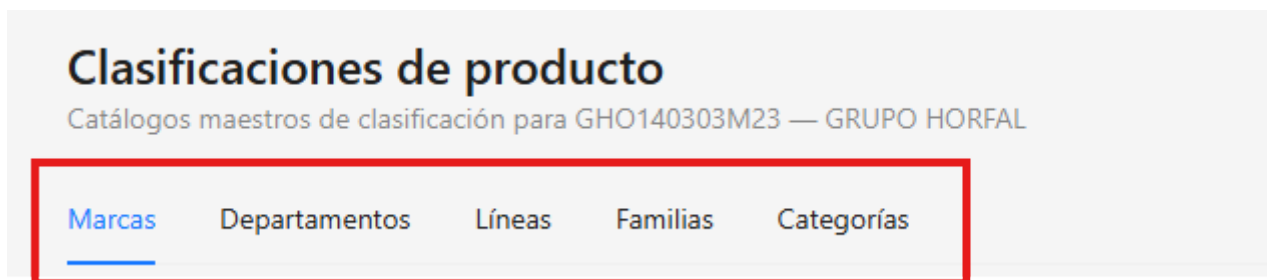 Clasificaciones de producto
Catálogos maestros de clasificación para GHO140303M23 — GRUPO HORFAL
Marcas Departamentos Líneas Familias Categorías